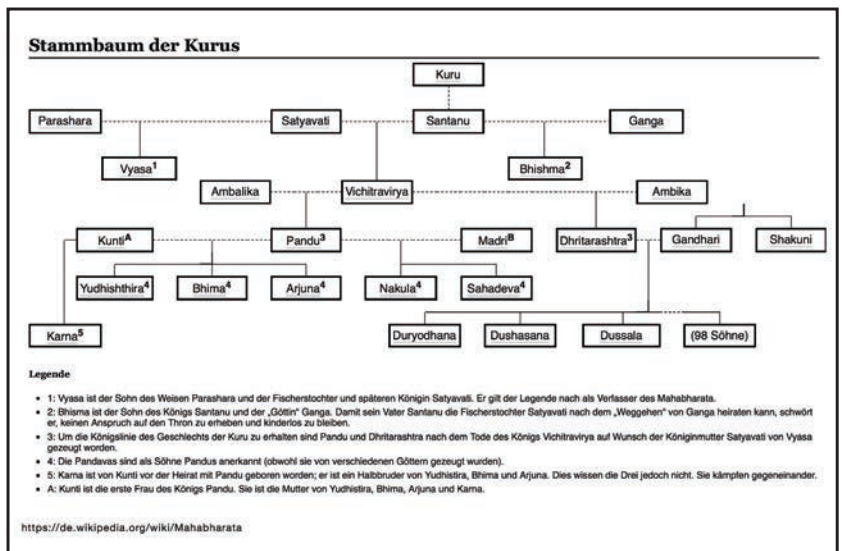 Stammbaum der Kurus
Kuru
Parashara
Satyavati
Santanu
Ganga
Vyasa¹
Bhishma²
Ambalika
Vichitravirya
Ambika
Kuntiᴬ
Pandu³
Madriᴮ
Dhritarashtra³
Gandhari
Shakuni
Yudhishthira⁴
Bhima⁴
Arjuna⁴
Nakula⁴
Sahadeva⁴
Karna⁵
Duryodhana
Dushasana
Dussala
(98 Söhne)
Legende
• 1: Vyasa ist der Sohn des Weisen Parashara und der Fischerstochter und späteren Königin Satyavati. Er gilt der Legende nach als Verfasser des Mahabharata.
• 2: Bhisma ist der Sohn des Königs Santanu und der „Göttin“ Ganga. Damit sein Vater Santanu die Fischerstochter Satyavati nach dem „Weggehen“ von Ganga heiraten kann, schwört
er, keinen Anspruch auf den Thron zu erheben und kinderlos zu bleiben.
• 3: Um die Königslinie des Geschlechts der Kuru zu erhalten sind Pandu und Dhritarashtra nach dem Tode des Königs Vichitravirya auf Wunsch der Königinmutter Satyavati von Vyasa
gezeugt worden.
• 4: Die Pandavas sind als Söhne Pandus anerkannt (obwohl sie von verschiedenen Göttern gezeugt wurden).
• 5: Karna ist von Kunti vor der Heirat mit Pandu geboren worden; er ist ein Halbbruder von Yudhistira, Bhima und Arjuna. Dies wissen die Drei jedoch nicht. Sie kämpfen gegeneinander.
• A: Kunti ist die erste Frau des Königs Pandu. Sie ist die Mutter von Yudhistira, Bhima, Arjuna und Karna.
https://de.wikipedia.org/wiki/Mahabharata